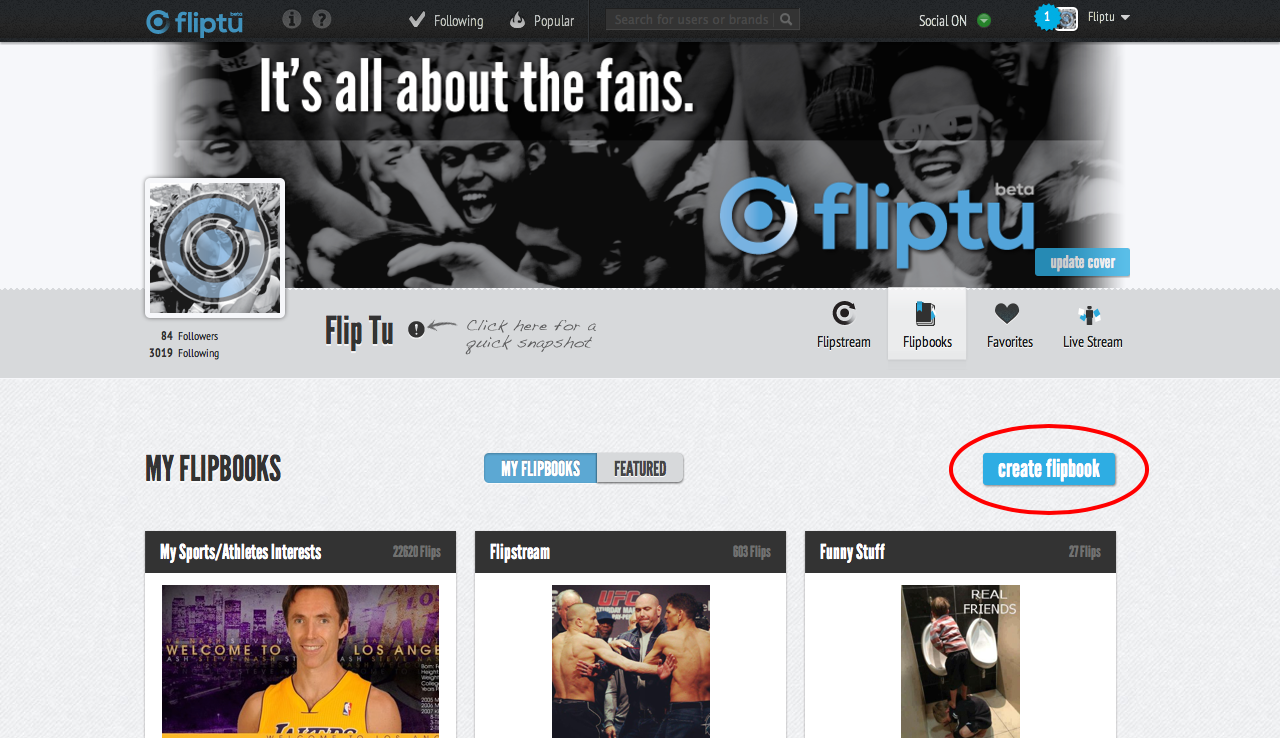 fliptu beta
Following
Popular
Search for users or brands
Social ON
1
Fliptu
It's all about the fans.
fliptu beta
update cover
84 Followers
3019 Following
Flip Tu
Click here for a
quick snapshot
Flipstream
Flipbooks
Favorites
Live Stream
MY FLIPBOOKS
MY FLIPBOOKS
FEATURED
create flipbook
My Sports/Athletes Interests
22620 Flips
Flipstream
603 Flips
Funny Stuff
27 Flips
WELCOME TO LOS ANGE
UFC
REAL
FRIENDS
LAKERS